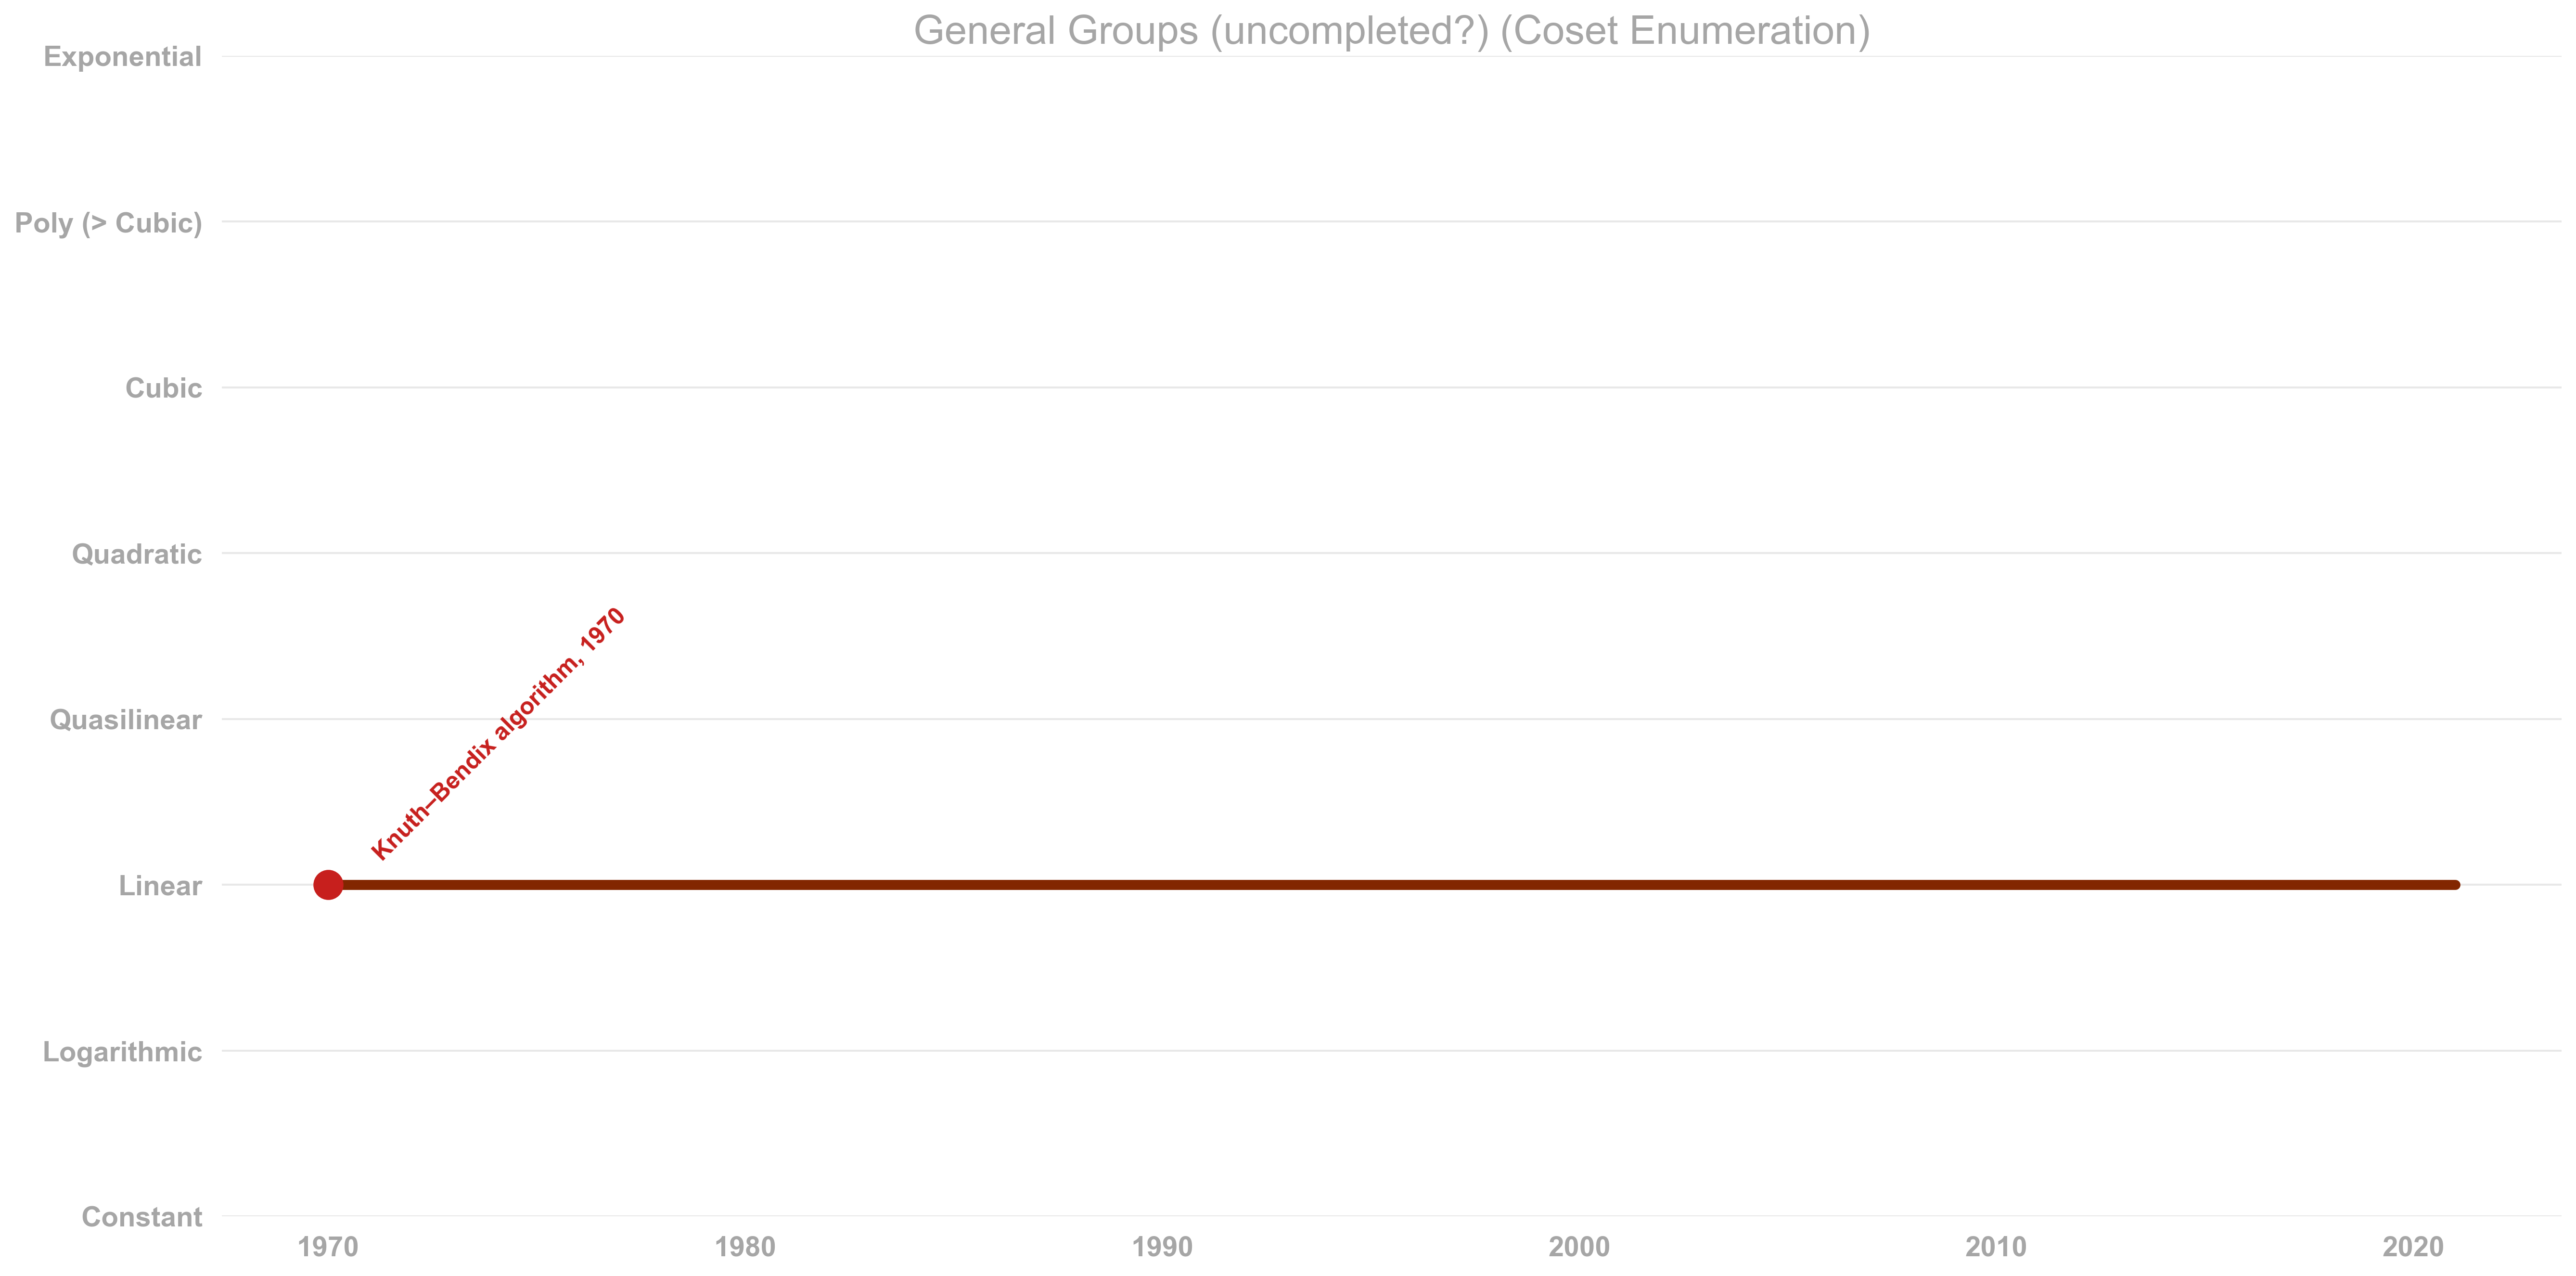 General Groups (uncompleted?) (Coset Enumeration)
Exponential
Poly (> Cubic)
Cubic
Quadratic
Quasilinear
Linear
Logarithmic
Constant
Knuth–Bendix algorithm, 1970
1970
1980
1990
2000
2010
2020